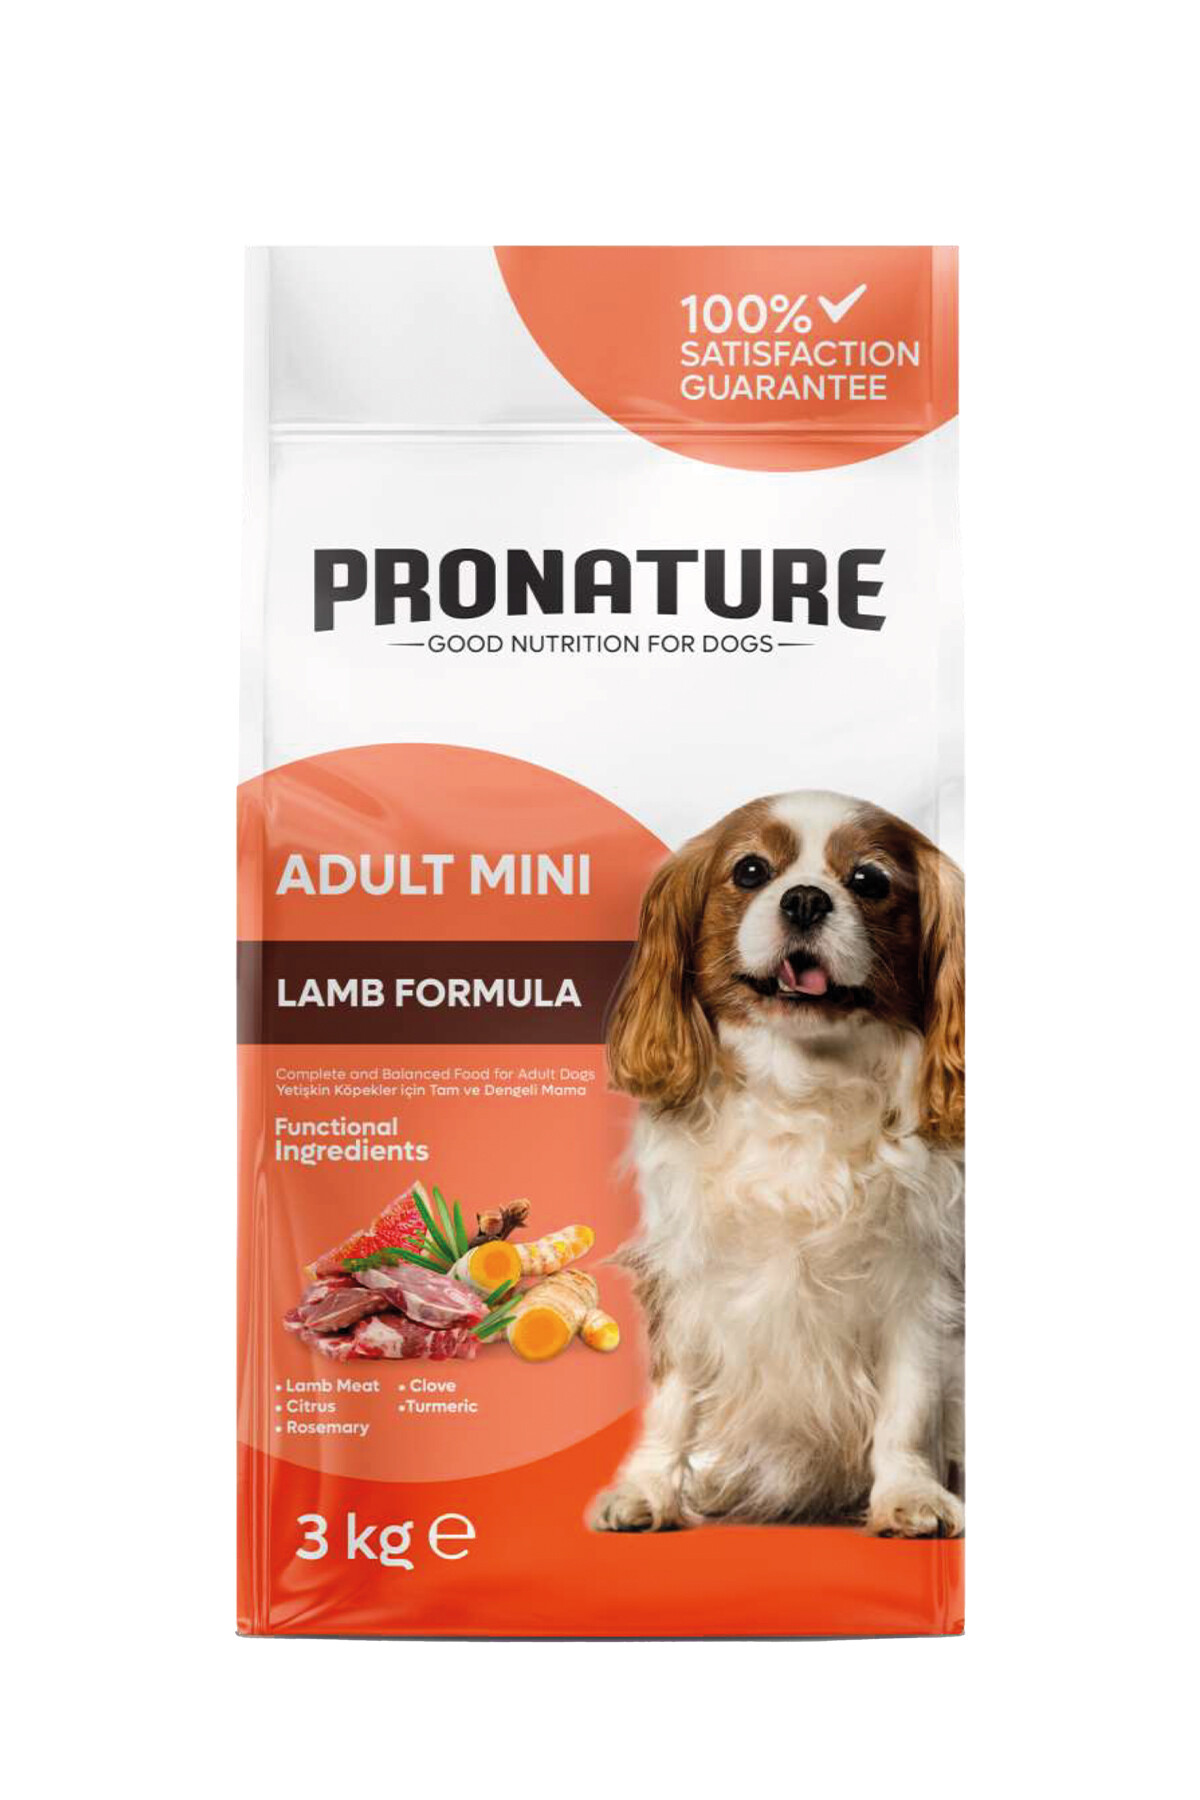 100%
SATISFACTION
GUARANTEE
PRONATURE
GOOD NUTRITION FOR DOGS
ADULT MINI
LAMB FORMULA
Complete and Balanced Food for Adult Dogs
Yetişkin Köpekler için Tam ve Dengeli Mama
Functional
Ingredients
• Lamb Meat • Clove
• Citrus •Turmeric
• Rosemary
3 kg ℮